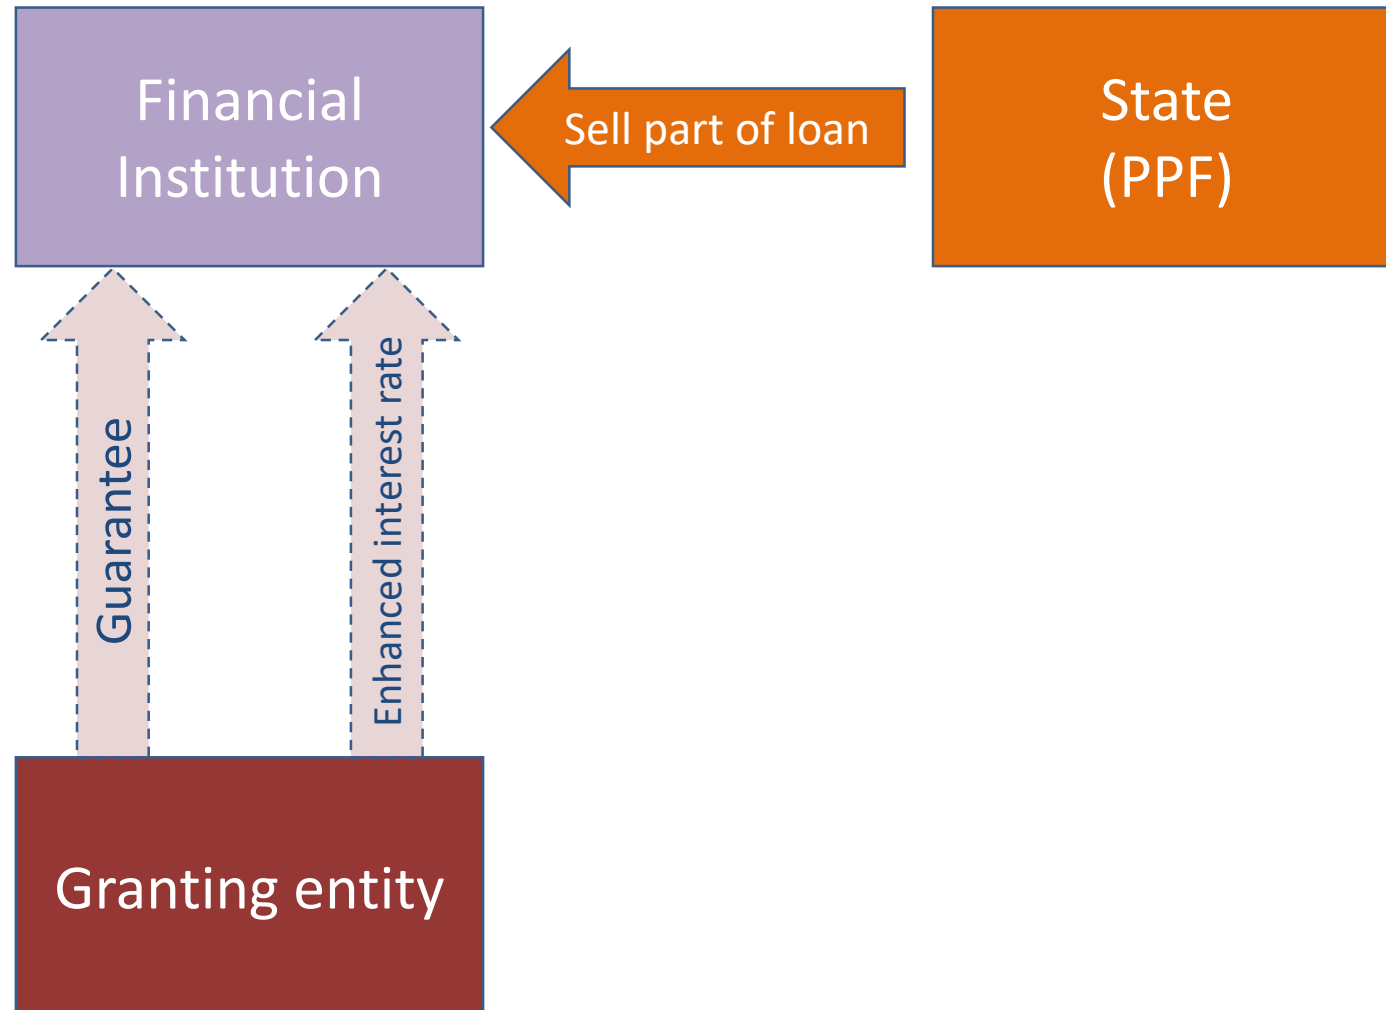 Financial
Institution
Sell part of loan
State
(PPF)
Guarantee
Enhanced interest rate
Granting entity